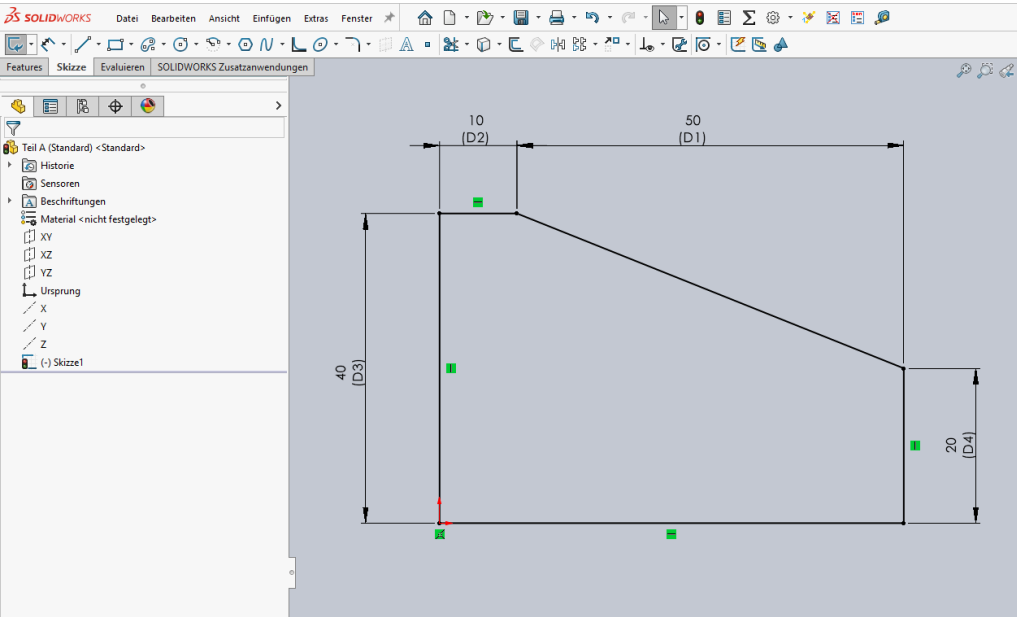 SOLIDWORKS Datei Bearbeiten Ansicht Einfügen Extras Fenster
Features Skizze Evaluieren SOLIDWORKS Zusatzanwendungen
Teil A (Standard) <Standard>
Historie
Sensoren
Beschriftungen
Material <nicht festgelegt>
XY
XZ
YZ
Ursprung
X
Y
Z
(-) Skizze1
10
(D2)
50
(D1)
40
(D3)
20
(D4)